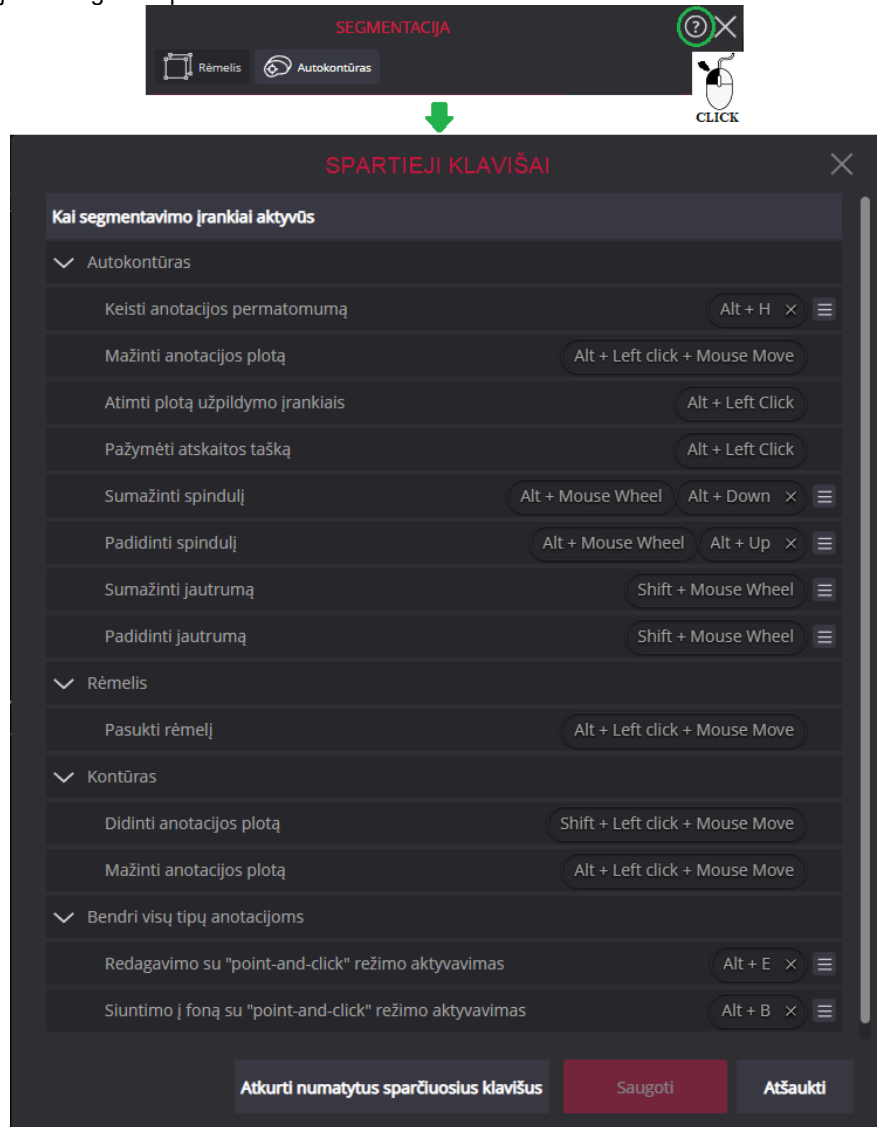 SEGMENTACIJA
Rėmelis Autokontūras
CLICK
SPARTIEJI KLAVIŠAI
Kai segmentavimo įrankiai aktyvūs
Autokontūras
Keisti anotacijos permatomumą Alt + H
Mažinti anotacijos plotą Alt + Left click + Mouse Move
Atimti plotą užpildymo įrankiais Alt + Left Click
Pažymėti atskaitos tašką Alt + Left Click
Sumažinti spindulį Alt + Mouse Wheel Alt + Down
Padidinti spindulį Alt + Mouse Wheel Alt + Up
Sumažinti jautrumą Shift + Mouse Wheel
Padidinti jautrumą Shift + Mouse Wheel
Rėmelis
Pasukti rėmelį Alt + Left click + Mouse Move
Kontūras
Didinti anotacijos plotą Shift + Left click + Mouse Move
Mažinti anotacijos plotą Alt + Left click + Mouse Move
Bendri visų tipų anotacijoms
Redagavimo su "point-and-click" režimo aktyvavimas Alt + E
Siuntimo į foną su "point-and-click" režimo aktyvavimas Alt + B
Atkurti numatytus sparčiuosius klavišus Saugoti Atšaukti